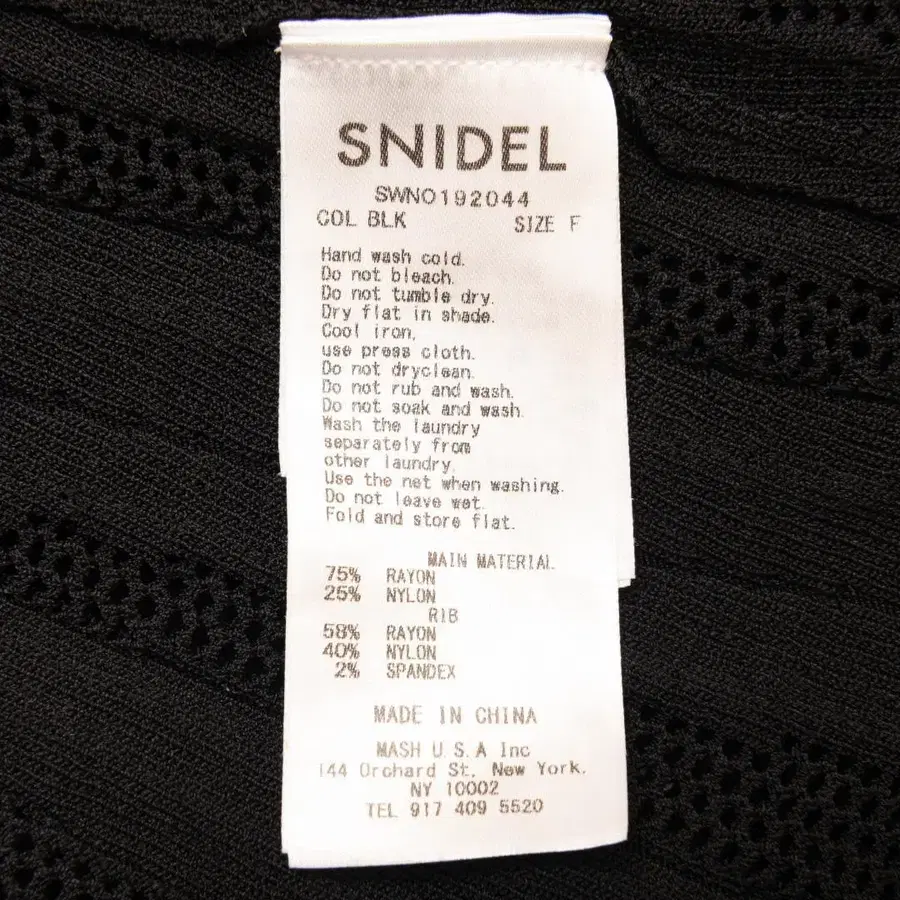 SNIDEL
SWNO192044
COL BLK SIZE F
Hand wash cold.
Do not bleach.
Do not tumble dry.
Dry flat in shade.
Cool iron,
use press cloth.
Do not dryclean.
Do not rub and wash.
Do not soak and wash.
Wash the laundry
separately from
other laundry.
Use the net when washing.
Do not leave wet.
Fold and store flat.
MAIN MATERIAL
75% RAYON
25% NYLON
RIB
58% RAYON
40% NYLON
2% SPANDEX
MADE IN CHINA
MASH U.S.A Inc
144 Orchard St, New York.
NY 10002
TEL 917 409 5520